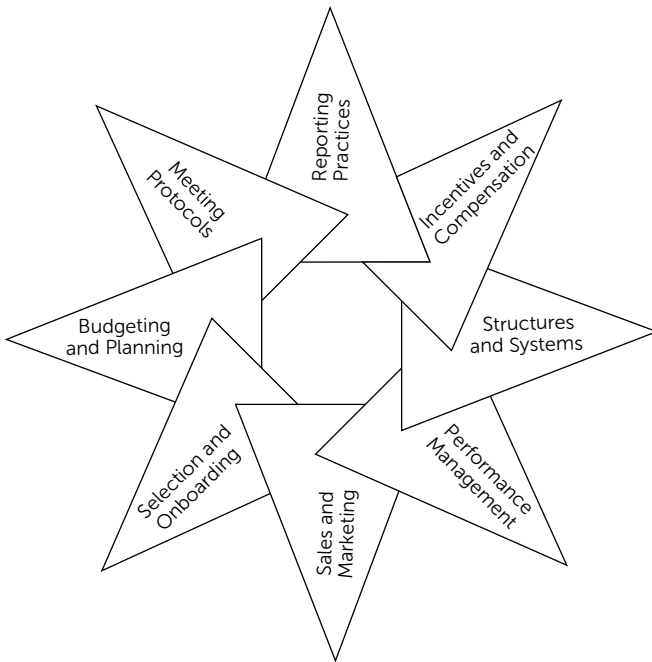 Reporting
Practices
Incentives and
Compensation
Structures
and Systems
Performance
Management
Sales and
Marketing
Selection and
Onboarding
Budgeting
and Planning
Meeting
Protocols